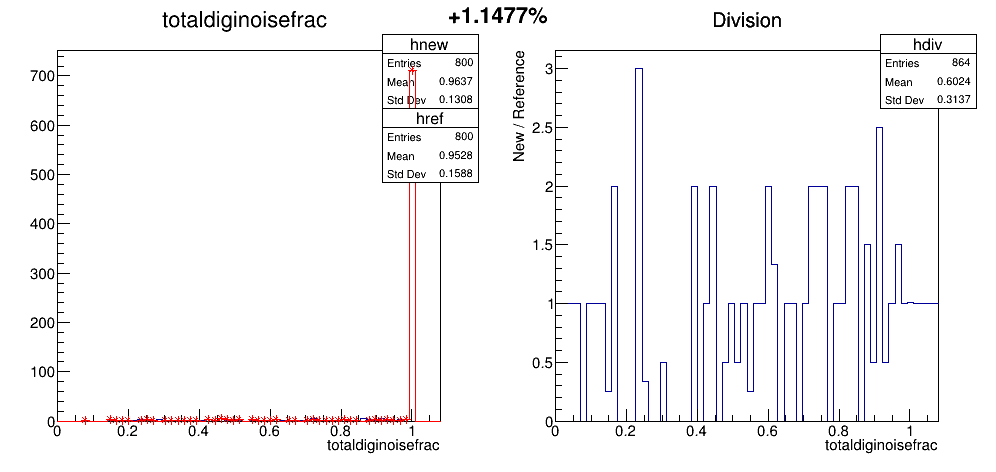 +1.1477%
totaldiginoisefrac
hnew
Entries 800
Mean 0.9637
Std Dev 0.1308
href
Entries 800
Mean 0.9528
Std Dev 0.1588
700
600
500
400
300
200
100
0
0 0.2 0.4 0.6 0.8 1
totaldiginoisefrac
Division
hdiv
Entries 864
Mean 0.6024
Std Dev 0.3137
New / Reference
3
2.5
2
1.5
1
0.5
0
0 0.2 0.4 0.6 0.8 1
totaldiginoisefrac